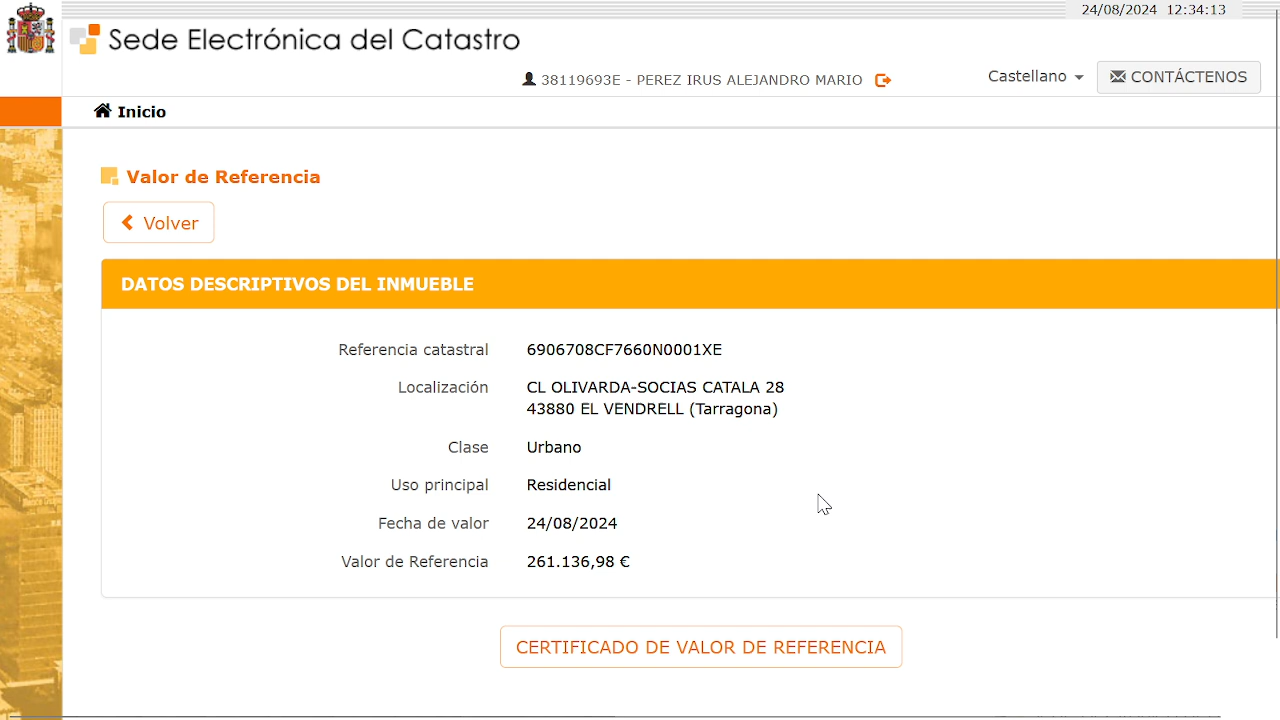 24/08/2024 12:34:13
Sede Electrónica del Catastro
38119693E - PEREZ IRUS ALEJANDRO MARIO
Castellano
CONTÁCTENOS
Inicio
Valor de Referencia
Volver
DATOS DESCRIPTIVOS DEL INMUEBLE
Referencia catastral 6906708CF7660N0001XE
Localización CL OLIVARDA-SOCIAS CATALA 28
43880 EL VENDRELL (Tarragona)
Clase Urbano
Uso principal Residencial
Fecha de valor 24/08/2024
Valor de Referencia 261.136,98 €
CERTIFICADO DE VALOR DE REFERENCIA